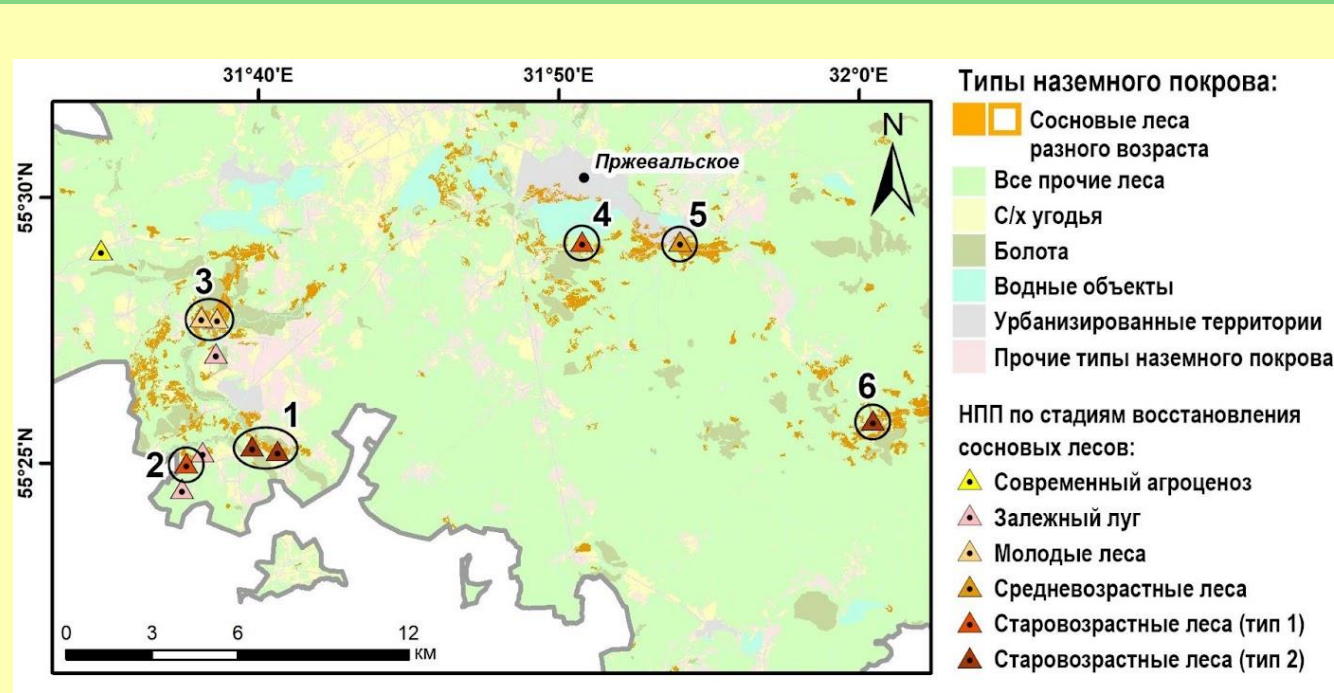 31°40'E
31°50'E
32°0'E
55°30'N
55°25'N
N
Пржевальское
4
5
3
6
1
2
0 3 6 12
км
Типы наземного покрова:
Сосновые леса
разного возраста
Все прочие леса
С/х угодья
Болота
Водные объекты
Урбанизированные территории
Прочие типы наземного покрова
НПП по стадиям восстановления
сосновых лесов:
Современный агроценоз
Залежный луг
Молодые леса
Средневозрастные леса
Старовозрастные леса (тип 1)
Старовозрастные леса (тип 2)